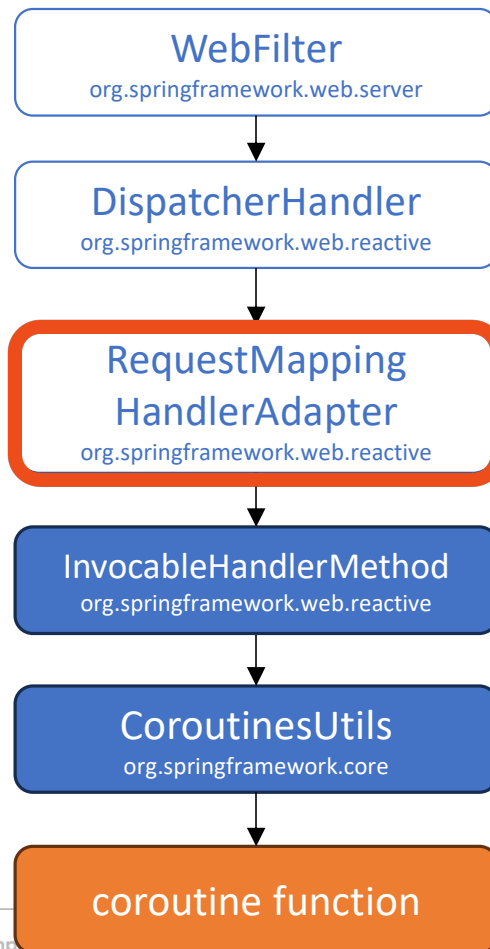 WebFilter
org.springframework.web.server
DispatcherHandler
org.springframework.web.reactive
RequestMapping
HandlerAdapter
org.springframework.web.reactive
InvocableHandlerMethod
org.springframework.web.reactive
CoroutinesUtils
org.springframework.core
coroutine function